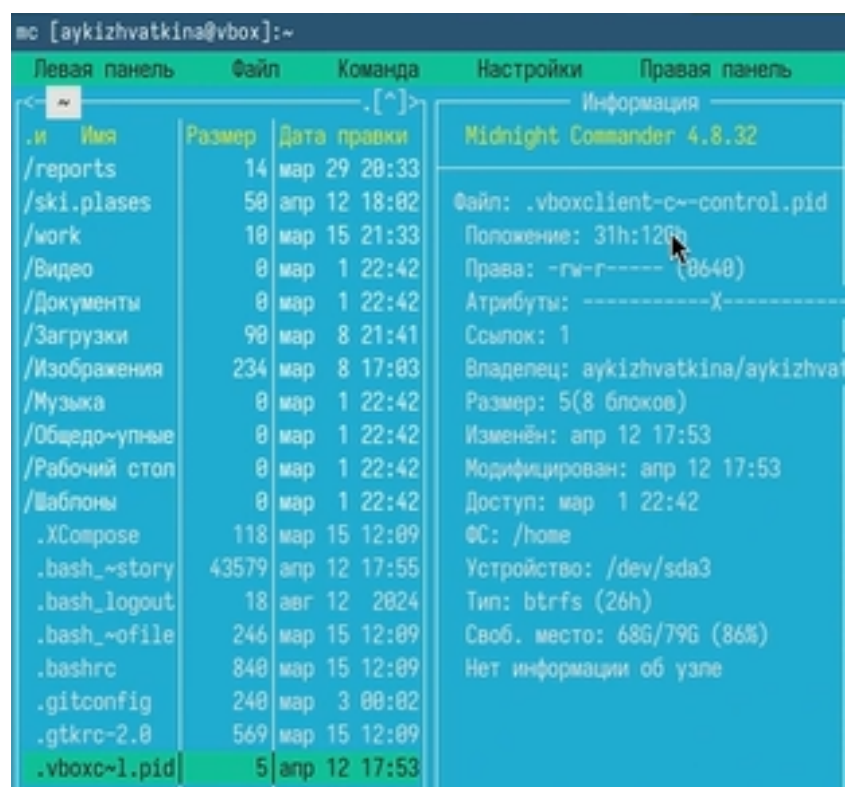 mc [aykizhvatkina@vbox]:~
Левая панель Файл Команда Настройки Правая панель
<- ~ .[^]>
.и Имя Размер Дата правки
/reports 14 мар 29 20:33
/ski.plases 50 апр 12 18:02
/work 10 мар 15 21:33
/Видео 0 мар 1 22:42
/Документы 0 мар 1 22:42
/Загрузки 90 мар 8 21:41
/Изображения 234 мар 8 17:03
/Музыка 0 мар 1 22:42
/Общедо~упные 0 мар 1 22:42
/Рабочий стол 0 мар 1 22:42
/Шаблоны 0 мар 1 22:42
.XCompose 118 мар 15 12:09
.bash_~story 43579 апр 12 17:55
.bash_logout 18 авг 12 2024
.bash_~ofile 246 мар 15 12:09
.bashrc 840 мар 15 12:09
.gitconfig 240 мар 3 00:02
.gtkrc-2.0 569 мар 15 12:09
.vboxc~l.pid 5 апр 12 17:53
Информация
Midnight Commander 4.8.32
Файл: .vboxclient-c~-control.pid
Положение: 31h:
Права: -rw-r----- (0640)
Атрибуты: -----------X-----------
Ссылок: 1
Владелец: aykizhvatkina/aykizhvat
Размер: 5(8 блоков)
Изменён: апр 12 17:53
Модифицирован: апр 12 17:53
Доступ: мар 1 22:42
ФС: /home
Устройство: /dev/sda3
Тип: btrfs (26h)
Своб. место: 68G/79G (86%)
Нет информации об узле